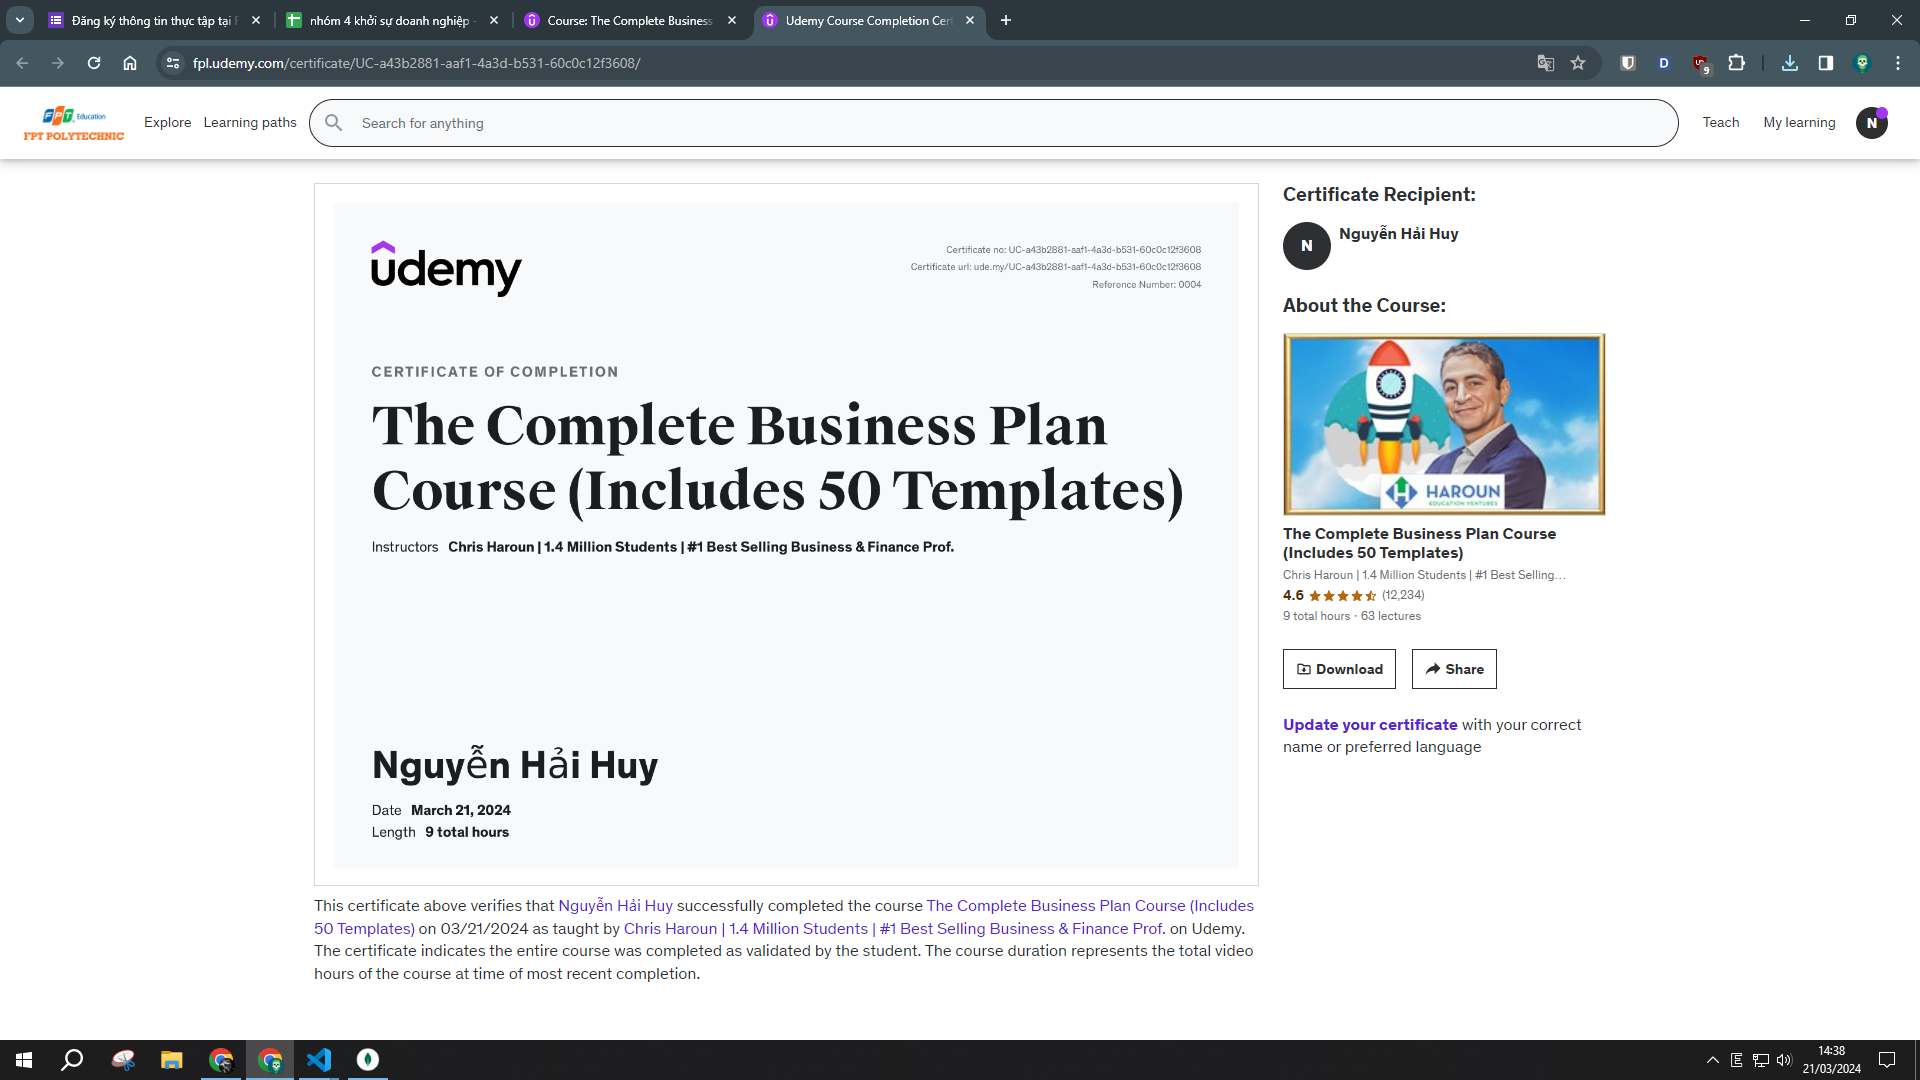 Đăng ký thông tin thực tập tại
nhóm 4 khởi sự doanh nghiệp
Course: The Complete Business
Udemy Course Completion Cert
fpl.udemy.com/certificate/UC-a43b2881-aaf1-4a3d-b531-60c0c12f3608/
D
9
FPT Education
FPT POLYTECHNIC
Explore
Learning paths
Search for anything
Teach
My learning
N
udemy
Certificate no: UC-a43b2881-aaf1-4a3d-b531-60c0c12f3608
Certificate url: ude.my/UC-a43b2881-aaf1-4a3d-b531-60c0c12f3608
Reference Number: 0004
CERTIFICATE OF COMPLETION
The Complete Business Plan
Course (Includes 50 Templates)
Instructors Chris Haroun | 1.4 Million Students | #1 Best Selling Business & Finance Prof.
Nguyễn Hải Huy
Date March 21, 2024
Length 9 total hours
This certificate above verifies that Nguyễn Hải Huy successfully completed the course The Complete Business Plan Course (Includes
50 Templates) on 03/21/2024 as taught by Chris Haroun | 1.4 Million Students | #1 Best Selling Business & Finance Prof. on Udemy.
The certificate indicates the entire course was completed as validated by the student. The course duration represents the total video
hours of the course at time of most recent completion.
Certificate Recipient:
N
Nguyễn Hải Huy
About the Course:
HAROUN
EDUCATION VENTURES
The Complete Business Plan Course
(Includes 50 Templates)
Chris Haroun | 1.4 Million Students | #1 Best Selling…
4.6 (12,234)
9 total hours · 63 lectures
Download
Share
Update your certificate with your correct
name or preferred language
E
14:38
21/03/2024